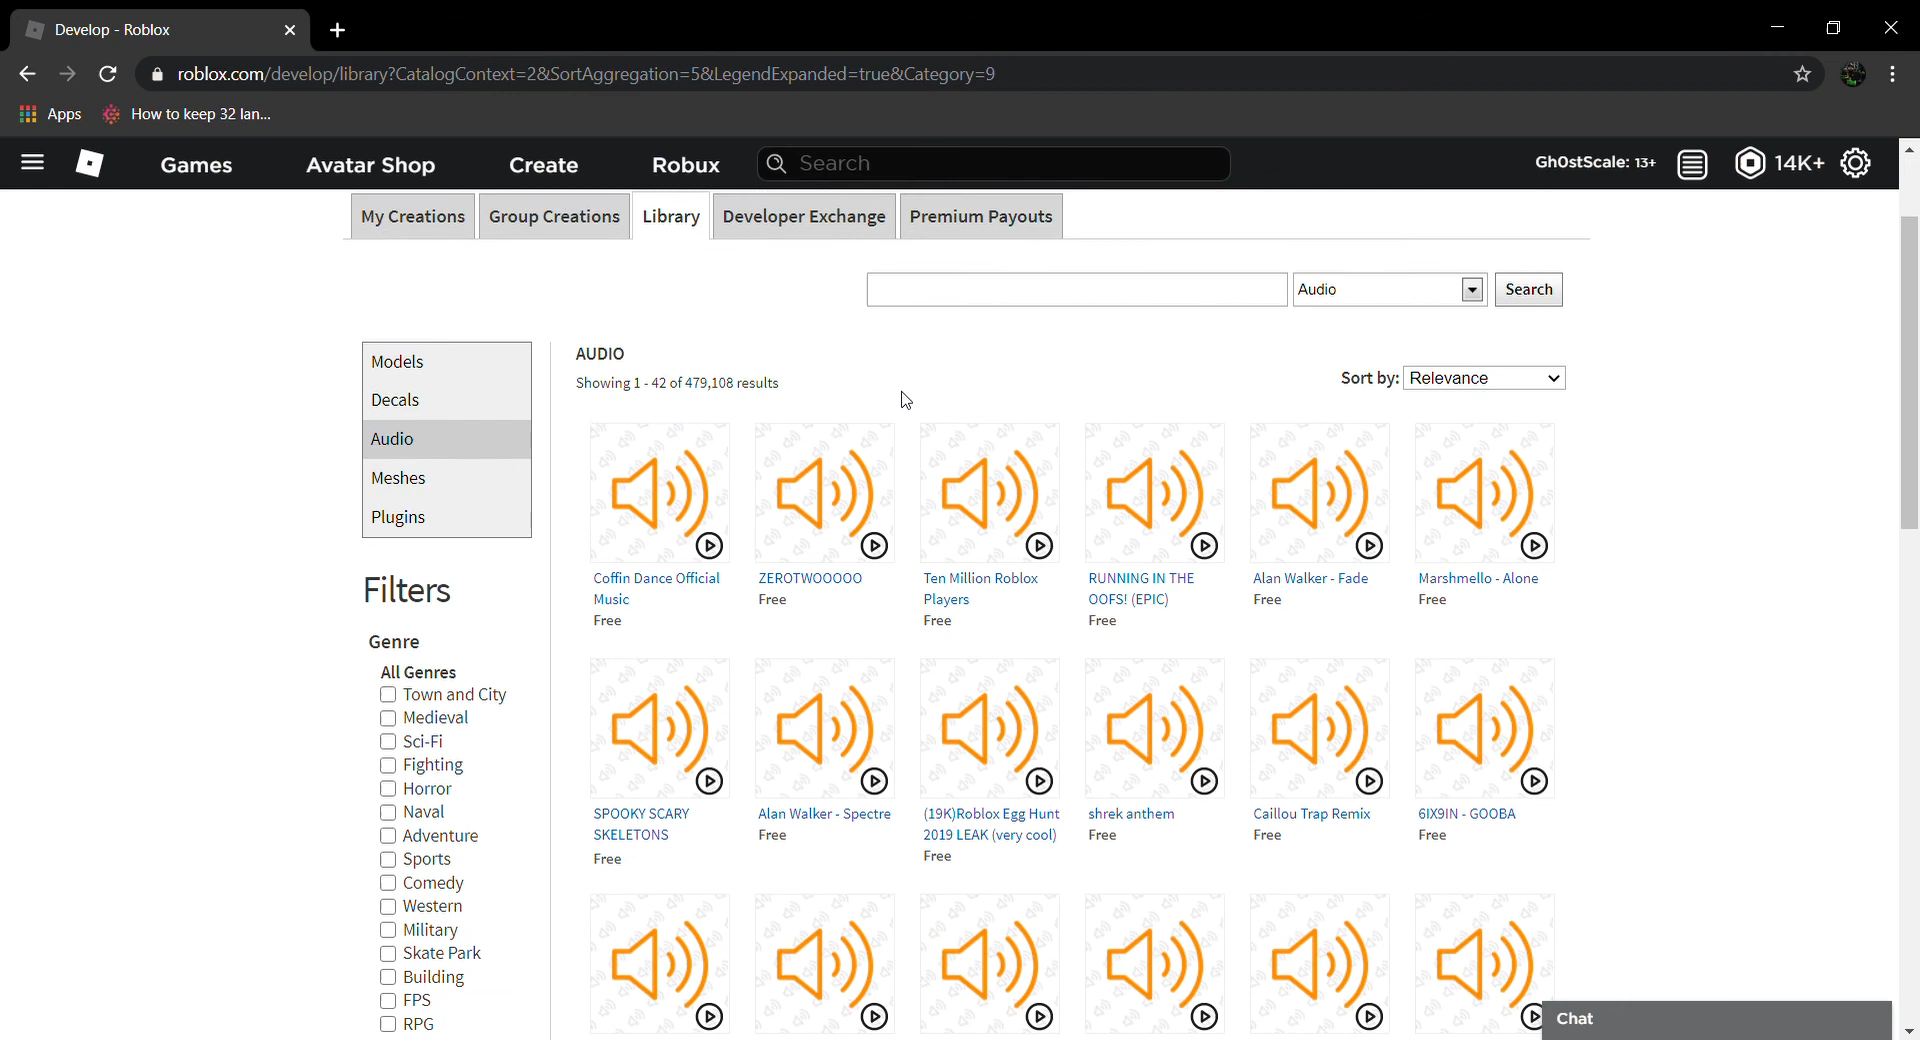 Develop - Roblox
roblox.com/develop/library?CatalogContext=2&SortAggregation=5&LegendExpanded=true&Category=9
Apps How to keep 32 lan...
Games Avatar Shop Create Robux Search Gh0stScale: 13+ 14K+
My Creations Group Creations Library Developer Exchange Premium Payouts
Audio Search
Models
Decals
Audio
Meshes
Plugins
Filters
Genre
All Genres
Town and City
Medieval
Sci-Fi
Fighting
Horror
Naval
Adventure
Sports
Comedy
Western
Military
Skate Park
Building
FPS
RPG
AUDIO
Showing 1 - 42 of 479,108 results
Sort by: Relevance
Coffin Dance Official
Music
Free
ZEROTWOOOOO
Free
Ten Million Roblox
Players
Free
RUNNING IN THE
OOFS! (EPIC)
Free
Alan Walker - Fade
Free
Marshmello - Alone
Free
SPOOKY SCARY
SKELETONS
Free
Alan Walker - Spectre
Free
(19K)Roblox Egg Hunt
2019 LEAK (very cool)
Free
shrek anthem
Free
Caillou Trap Remix
Free
6IX9IN - GOOBA
Free
Chat